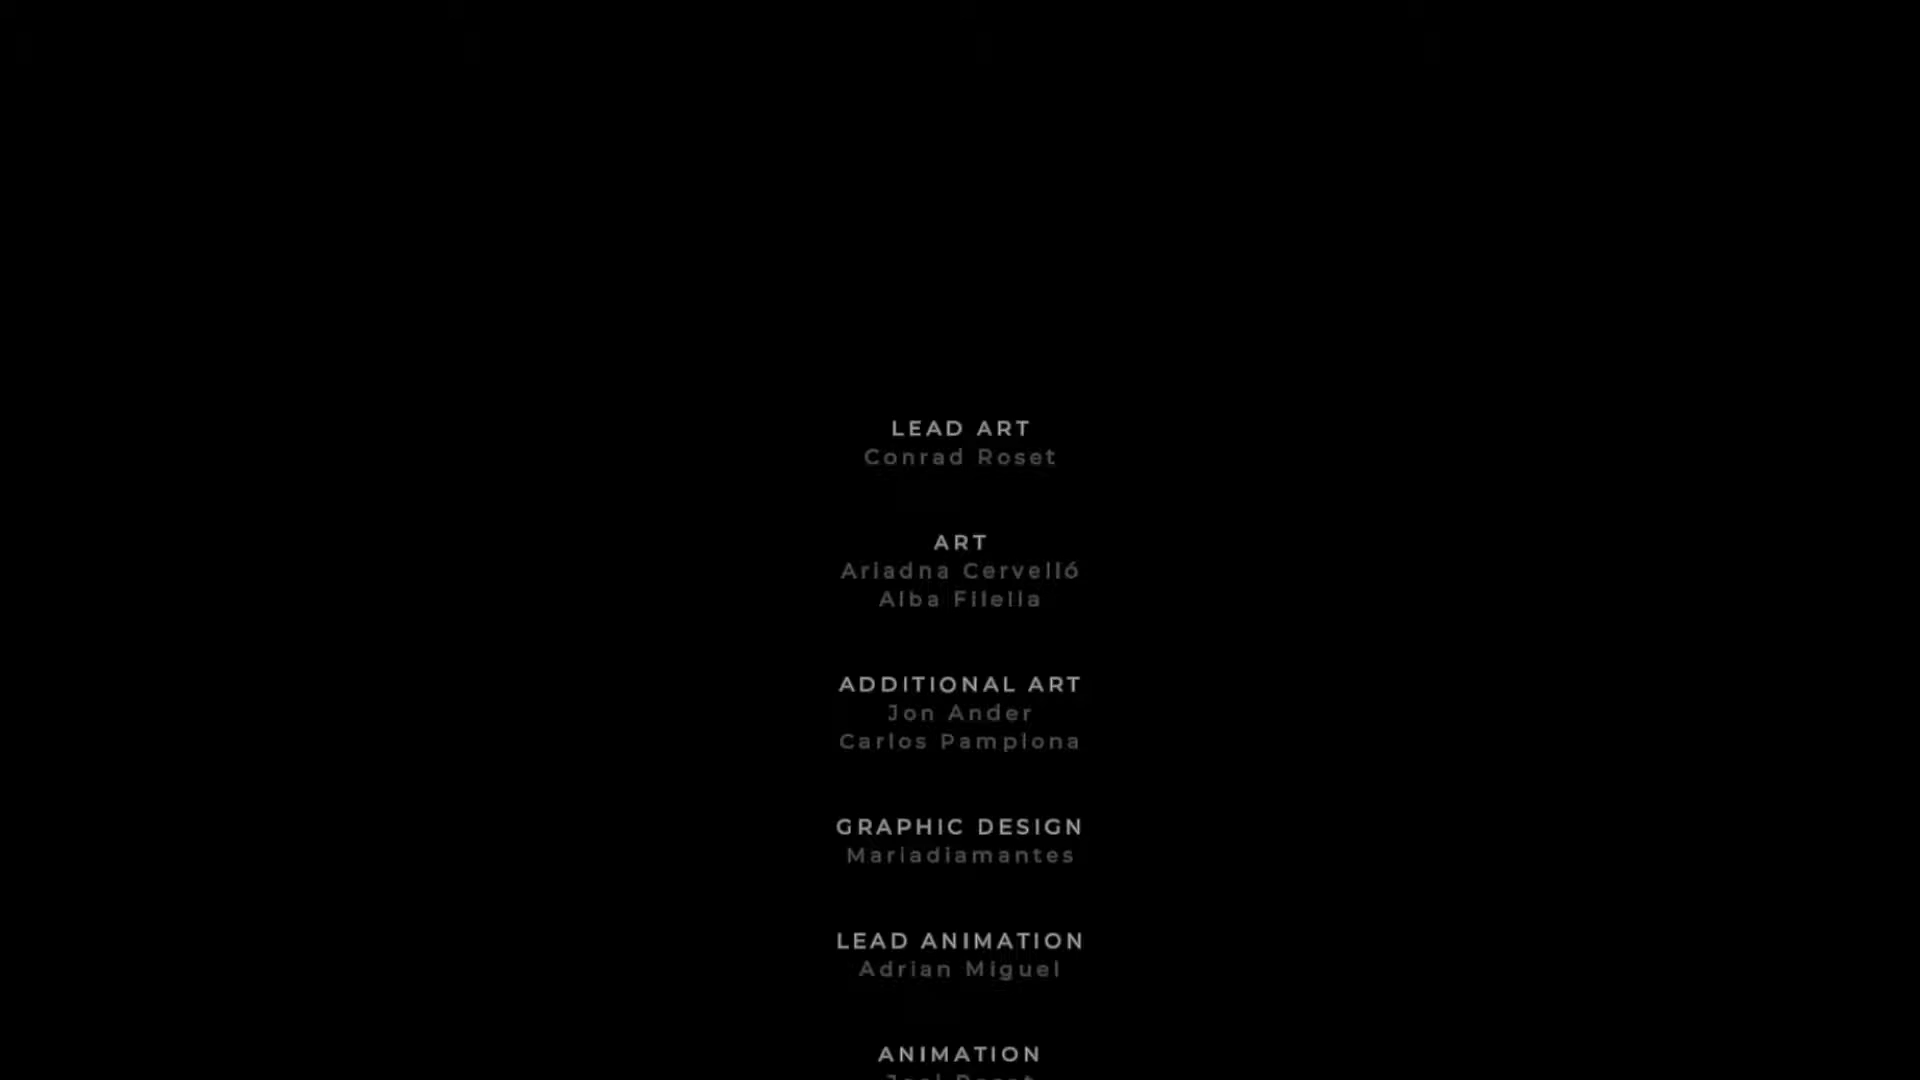 LEAD ART
Conrad Roset
ART
Ariadna Cervelló
Alba Filella
ADDITIONAL ART
Jon Ander
Carlos Pamplona
GRAPHIC DESIGN
Mariadiamantes
LEAD ANIMATION
Adrian Miguel
ANIMATION